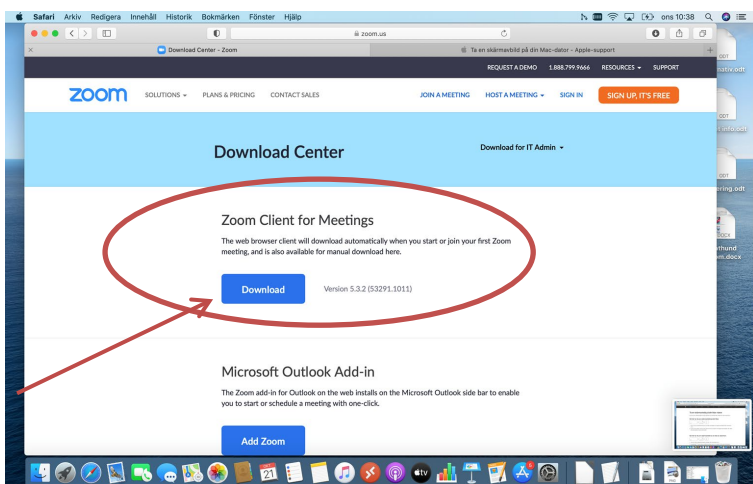 Safari Arkiv Redigera Innehåll Historik Bokmärken Fönster Hjälp ons 10:38
zoom.us
Download Center - Zoom
Ta en skärmavbild på din Mac-dator - Apple-support
REQUEST A DEMO 1.888.799.9666 RESOURCES SUPPORT
zoom SOLUTIONS PLANS & PRICING CONTACT SALES JOIN A MEETING HOST A MEETING SIGN IN SIGN UP, IT'S FREE
Download Center
Download for IT Admin
Zoom Client for Meetings
The web browser client will download automatically when you start or join your first Zoom
meeting, and is also available for manual download here.
Download Version 5.3.2 (53291.1011)
Microsoft Outlook Add-in
The Zoom add-in for Outlook on the web installs on the Microsoft Outlook side bar to enable
you to start or schedule a meeting with one-click.
Add Zoom
ODT
ODT
ODT
DOCX
21
tv